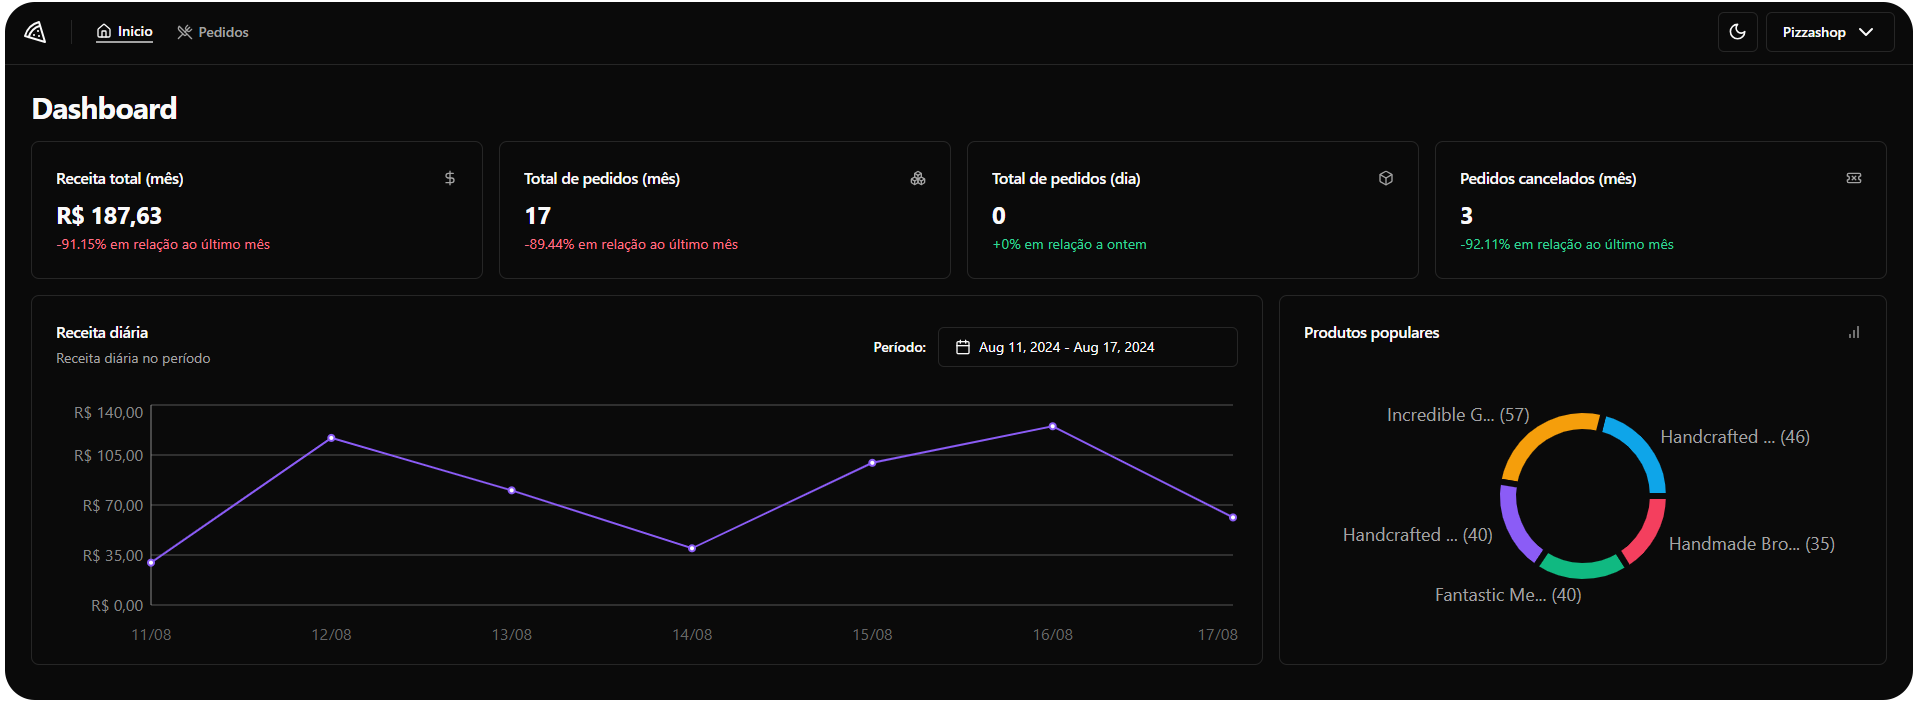 Inicio
Pedidos
Pizzashop
Dashboard
Receita total (mês)
R$ 187,63
-91.15% em relação ao último mês
Total de pedidos (mês)
17
-89.44% em relação ao último mês
Total de pedidos (dia)
0
+0% em relação a ontem
Pedidos cancelados (mês)
3
-92.11% em relação ao último mês
Receita diária
Receita diária no período
Período:
Aug 11, 2024 - Aug 17, 2024
R$ 140,00
R$ 105,00
R$ 70,00
R$ 35,00
R$ 0,00
11/08
12/08
13/08
14/08
15/08
16/08
17/08
Produtos populares
Incredible G... (57)
Handcrafted ... (46)
Handcrafted ... (40)
Handmade Bro... (35)
Fantastic Me... (40)